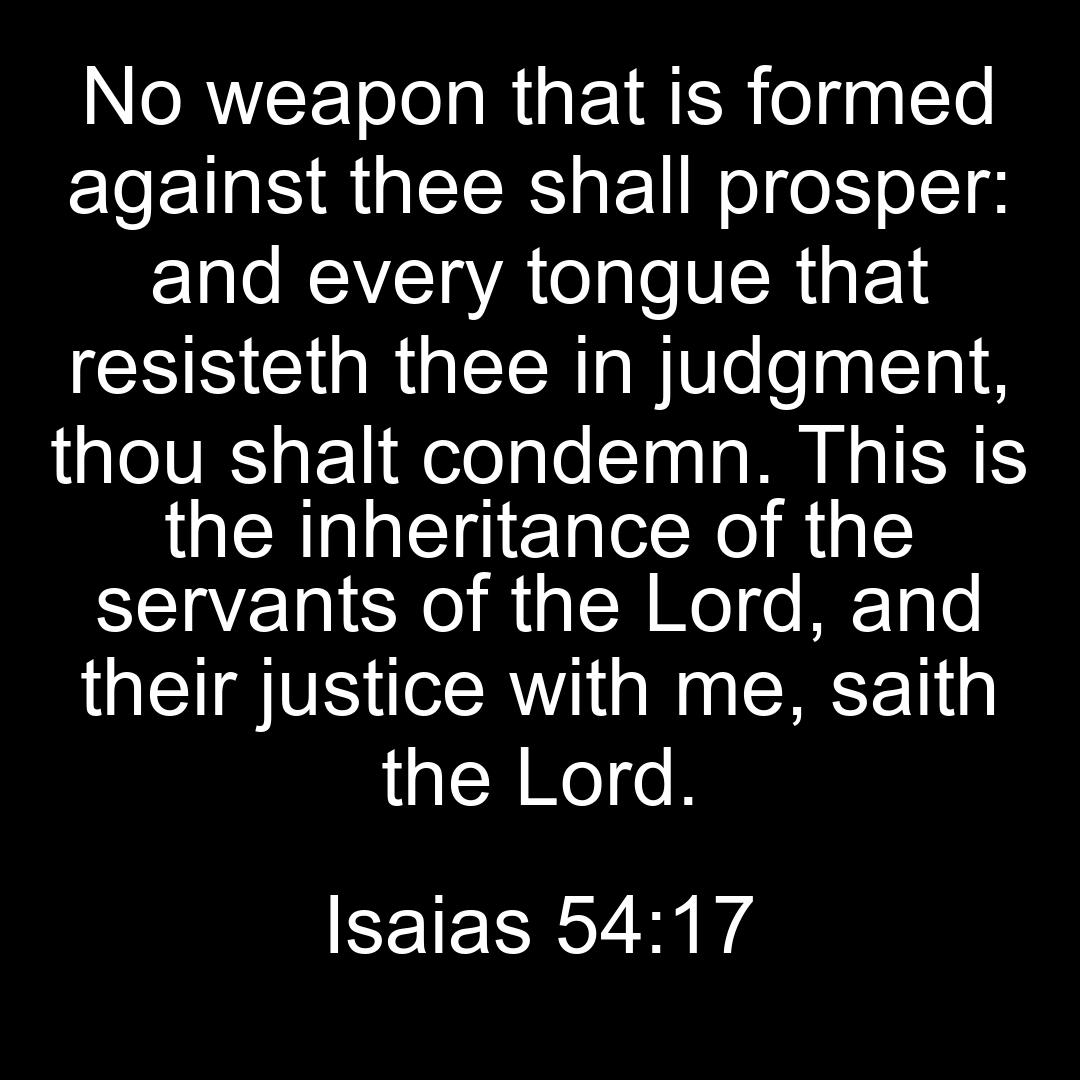 No weapon that is formed
against thee shall prosper:
and every tongue that
resisteth thee in judgment,
thou shalt condemn. This is
the inheritance of the
servants of the Lord, and
their justice with me, saith
the Lord.
Isaias 54:17